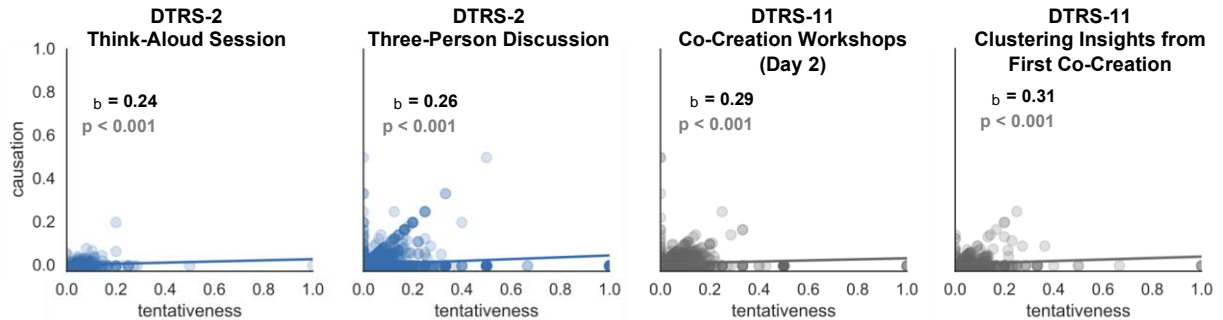 DTRS-2
Think-Aloud Session
DTRS-2
Three-Person Discussion
DTRS-11
Co-Creation Workshops
(Day 2)
DTRS-11
Clustering Insights from
First Co-Creation
causation
1.0
0.8
0.6
0.4
0.2
0.0
b = 0.24
p < 0.001
b = 0.26
p < 0.001
b = 0.29
p < 0.001
b = 0.31
p < 0.001
0.0 0.2 0.4 0.6 0.8 1.0
0.0 0.2 0.4 0.6 0.8 1.0
0.0 0.2 0.4 0.6 0.8 1.0
0.0 0.2 0.4 0.6 0.8 1.0
tentativeness
tentativeness
tentativeness
tentativeness